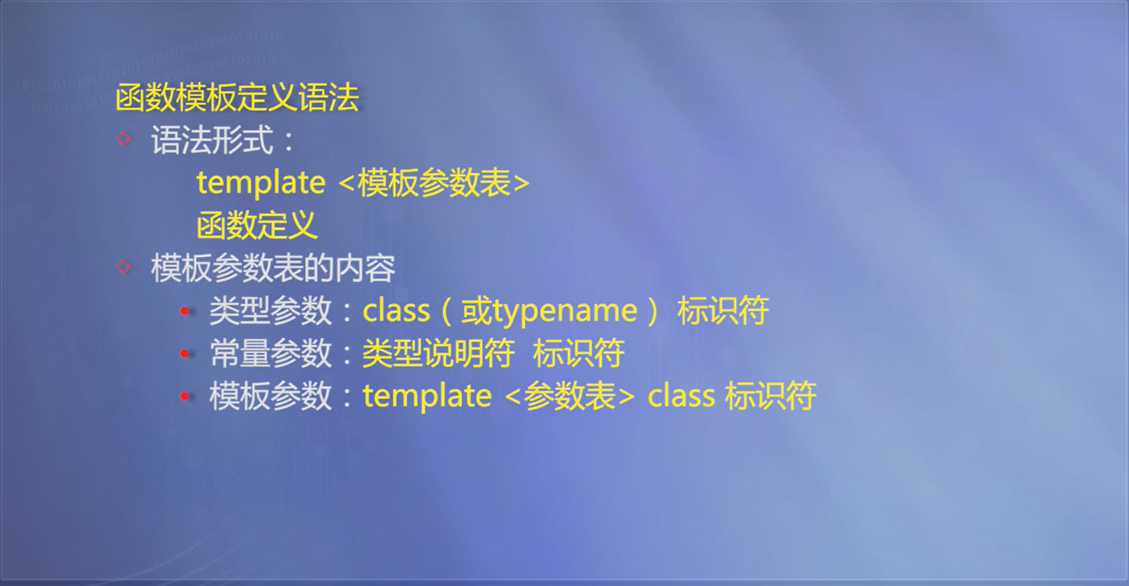 函数模板定义语法
语法形式：
template <模板参数表>
函数定义
模板参数表的内容
类型参数：class（或typename） 标识符
常量参数：类型说明符 标识符
模板参数：template <参数表> class 标识符